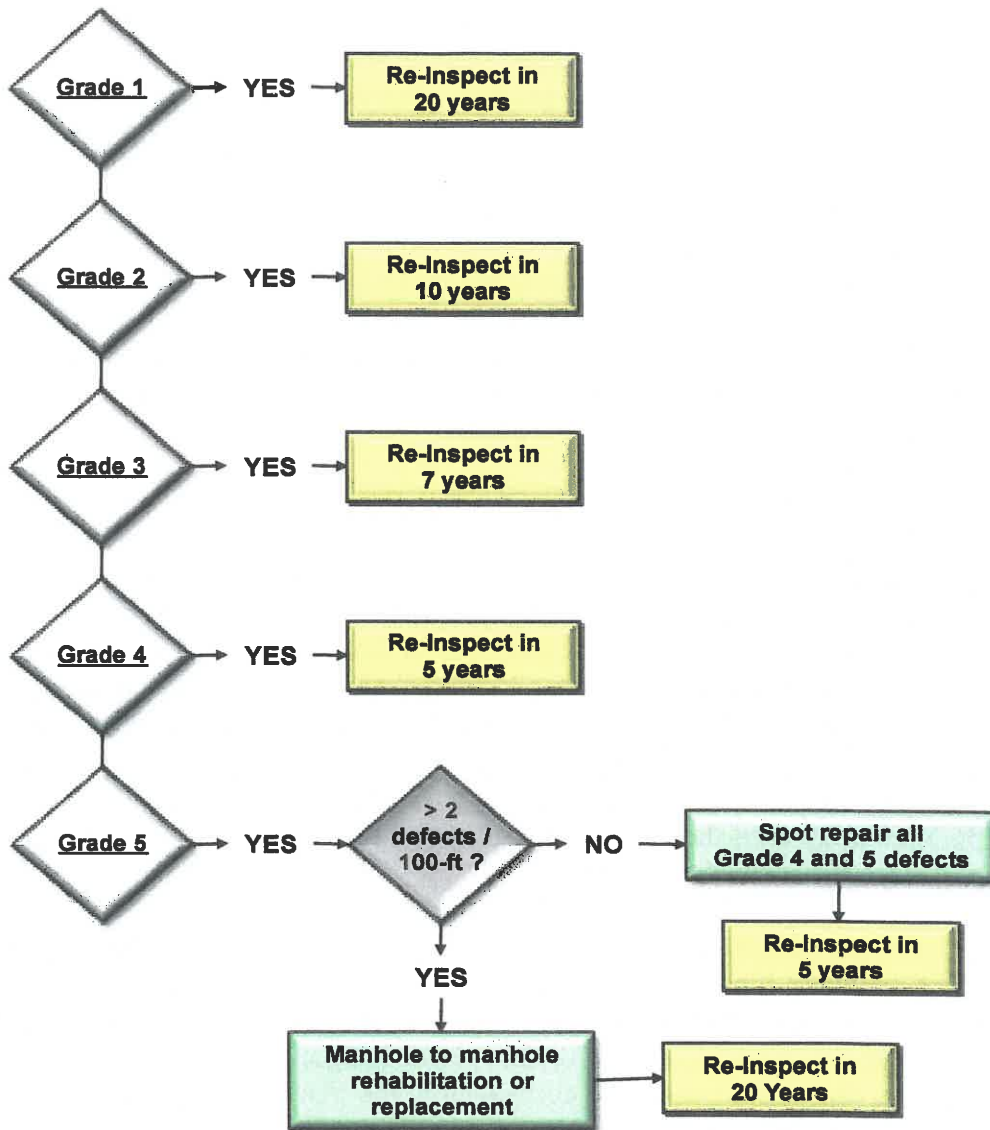 Grade 1
YES
Re-Inspect in
20 years
Grade 2
YES
Re-Inspect in
10 years
Grade 3
YES
Re-Inspect in
7 years
Grade 4
YES
Re-Inspect in
5 years
Grade 5
YES
> 2
defects /
100-ft ?
NO
Spot repair all
Grade 4 and 5 defects
Re-Inspect in
5 years
YES
Manhole to manhole
rehabilitation or
replacement
Re-Inspect in
20 Years